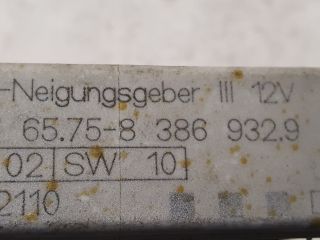 -Neigungsgeber III 12V
65.75-8 386 932.9
02 SW 10
2110